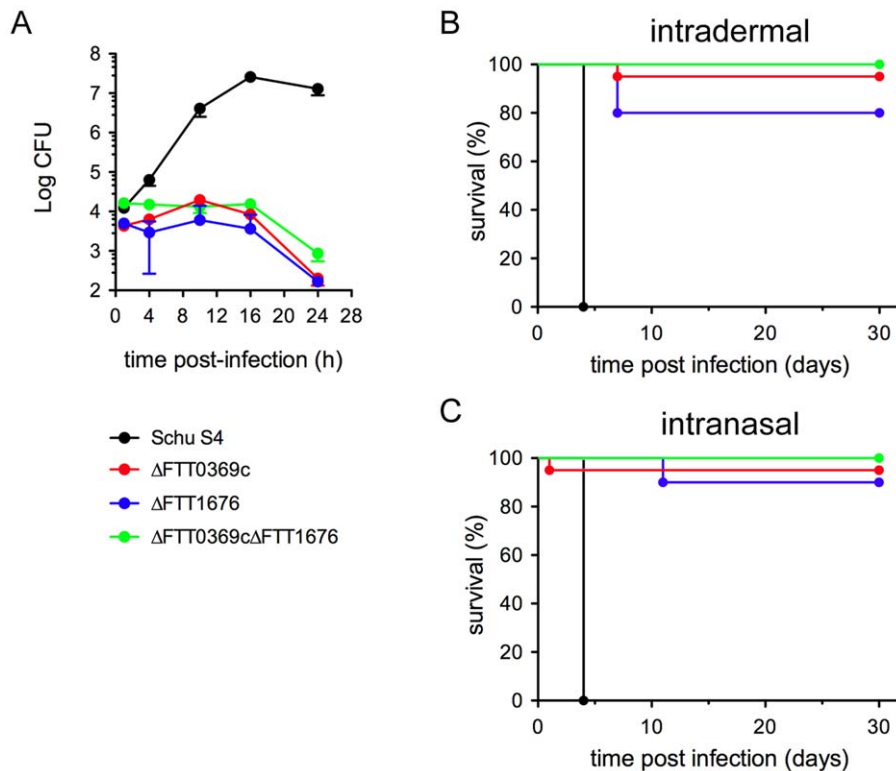 A
8
7
6
5
4
3
2
Log CFU
0 4 8 12 16 20 24 28
time post-infection (h)
Schu S4
ΔFTT0369c
ΔFTT1676
ΔFTT0369cΔFTT1676
B
intradermal
100
80
60
40
20
0
survival (%)
0 10 20 30
time post infection (days)
C
intranasal
100
80
60
40
20
0
survival (%)
0 10 20 30
time post infection (days)